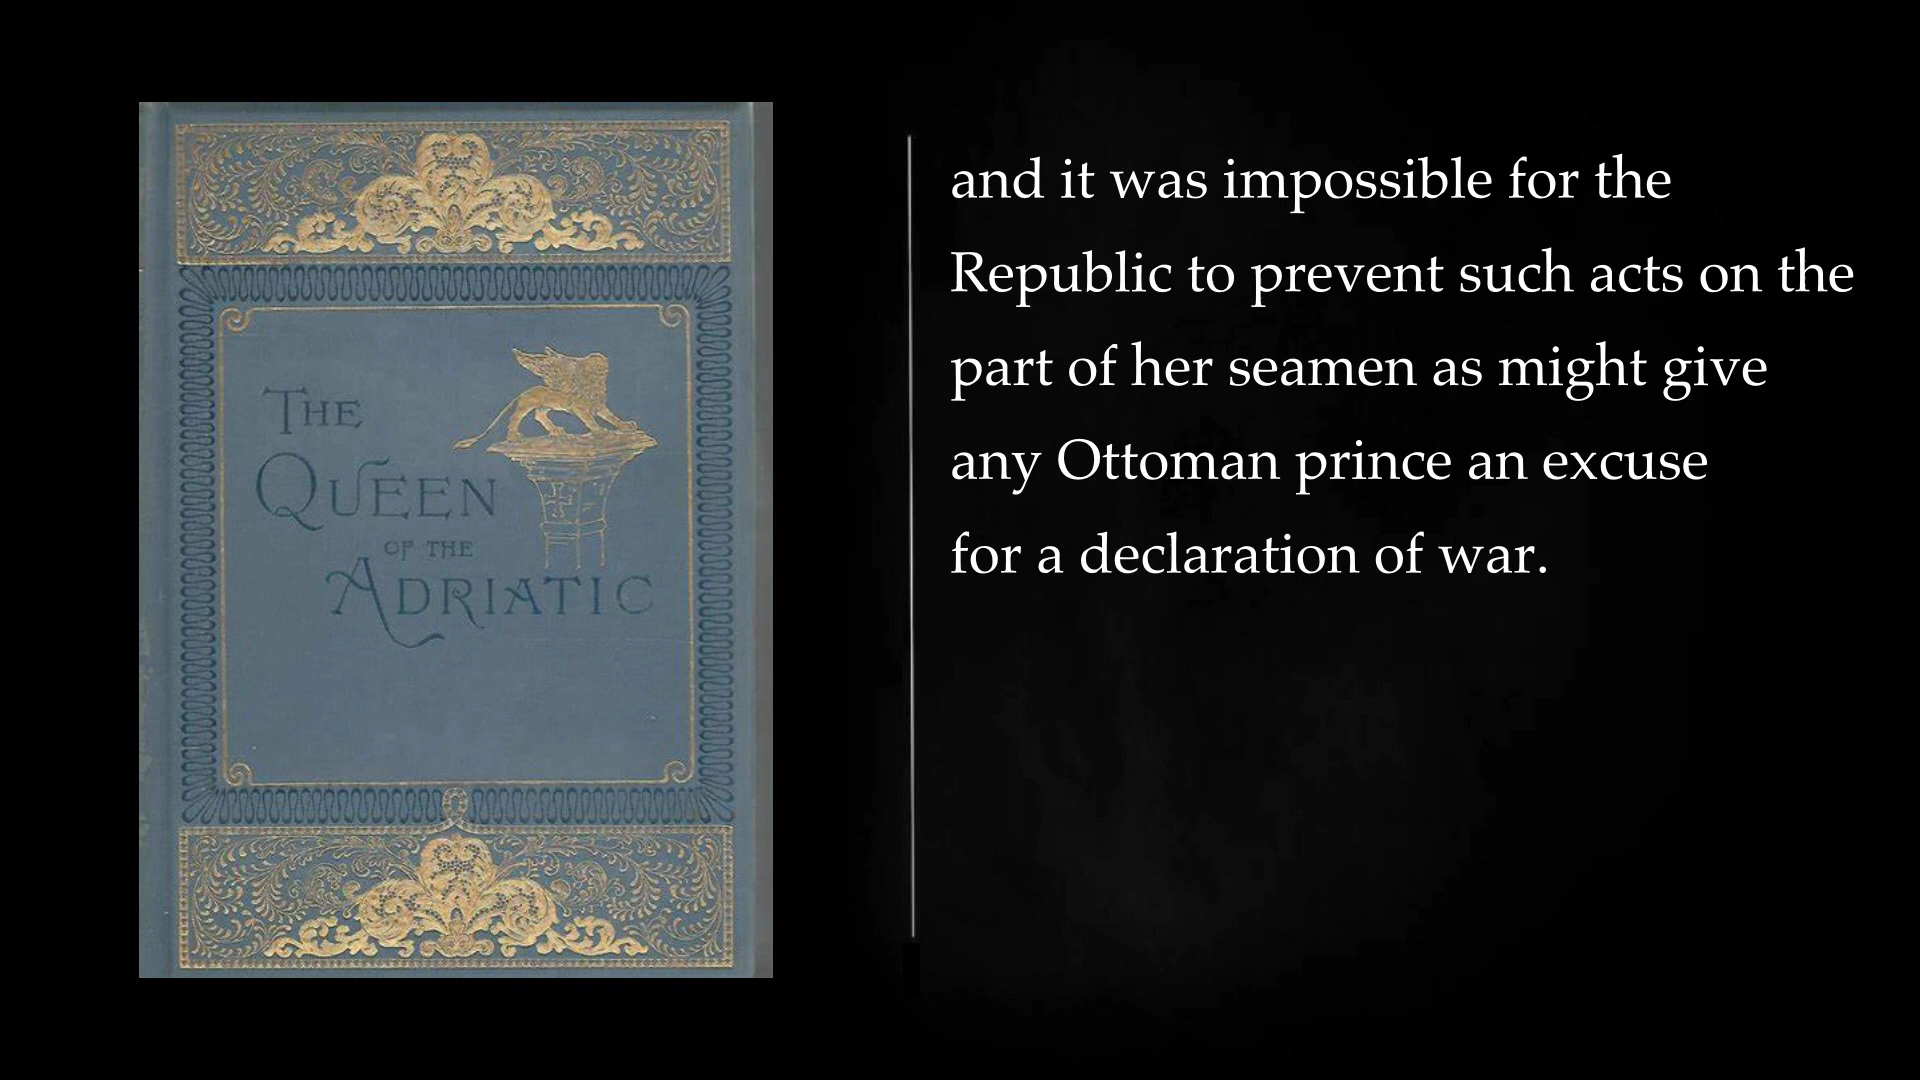 The
Queen
of the
Adriatic
and it was impossible for the
Republic to prevent such acts on the
part of her seamen as might give
any Ottoman prince an excuse
for a declaration of war.